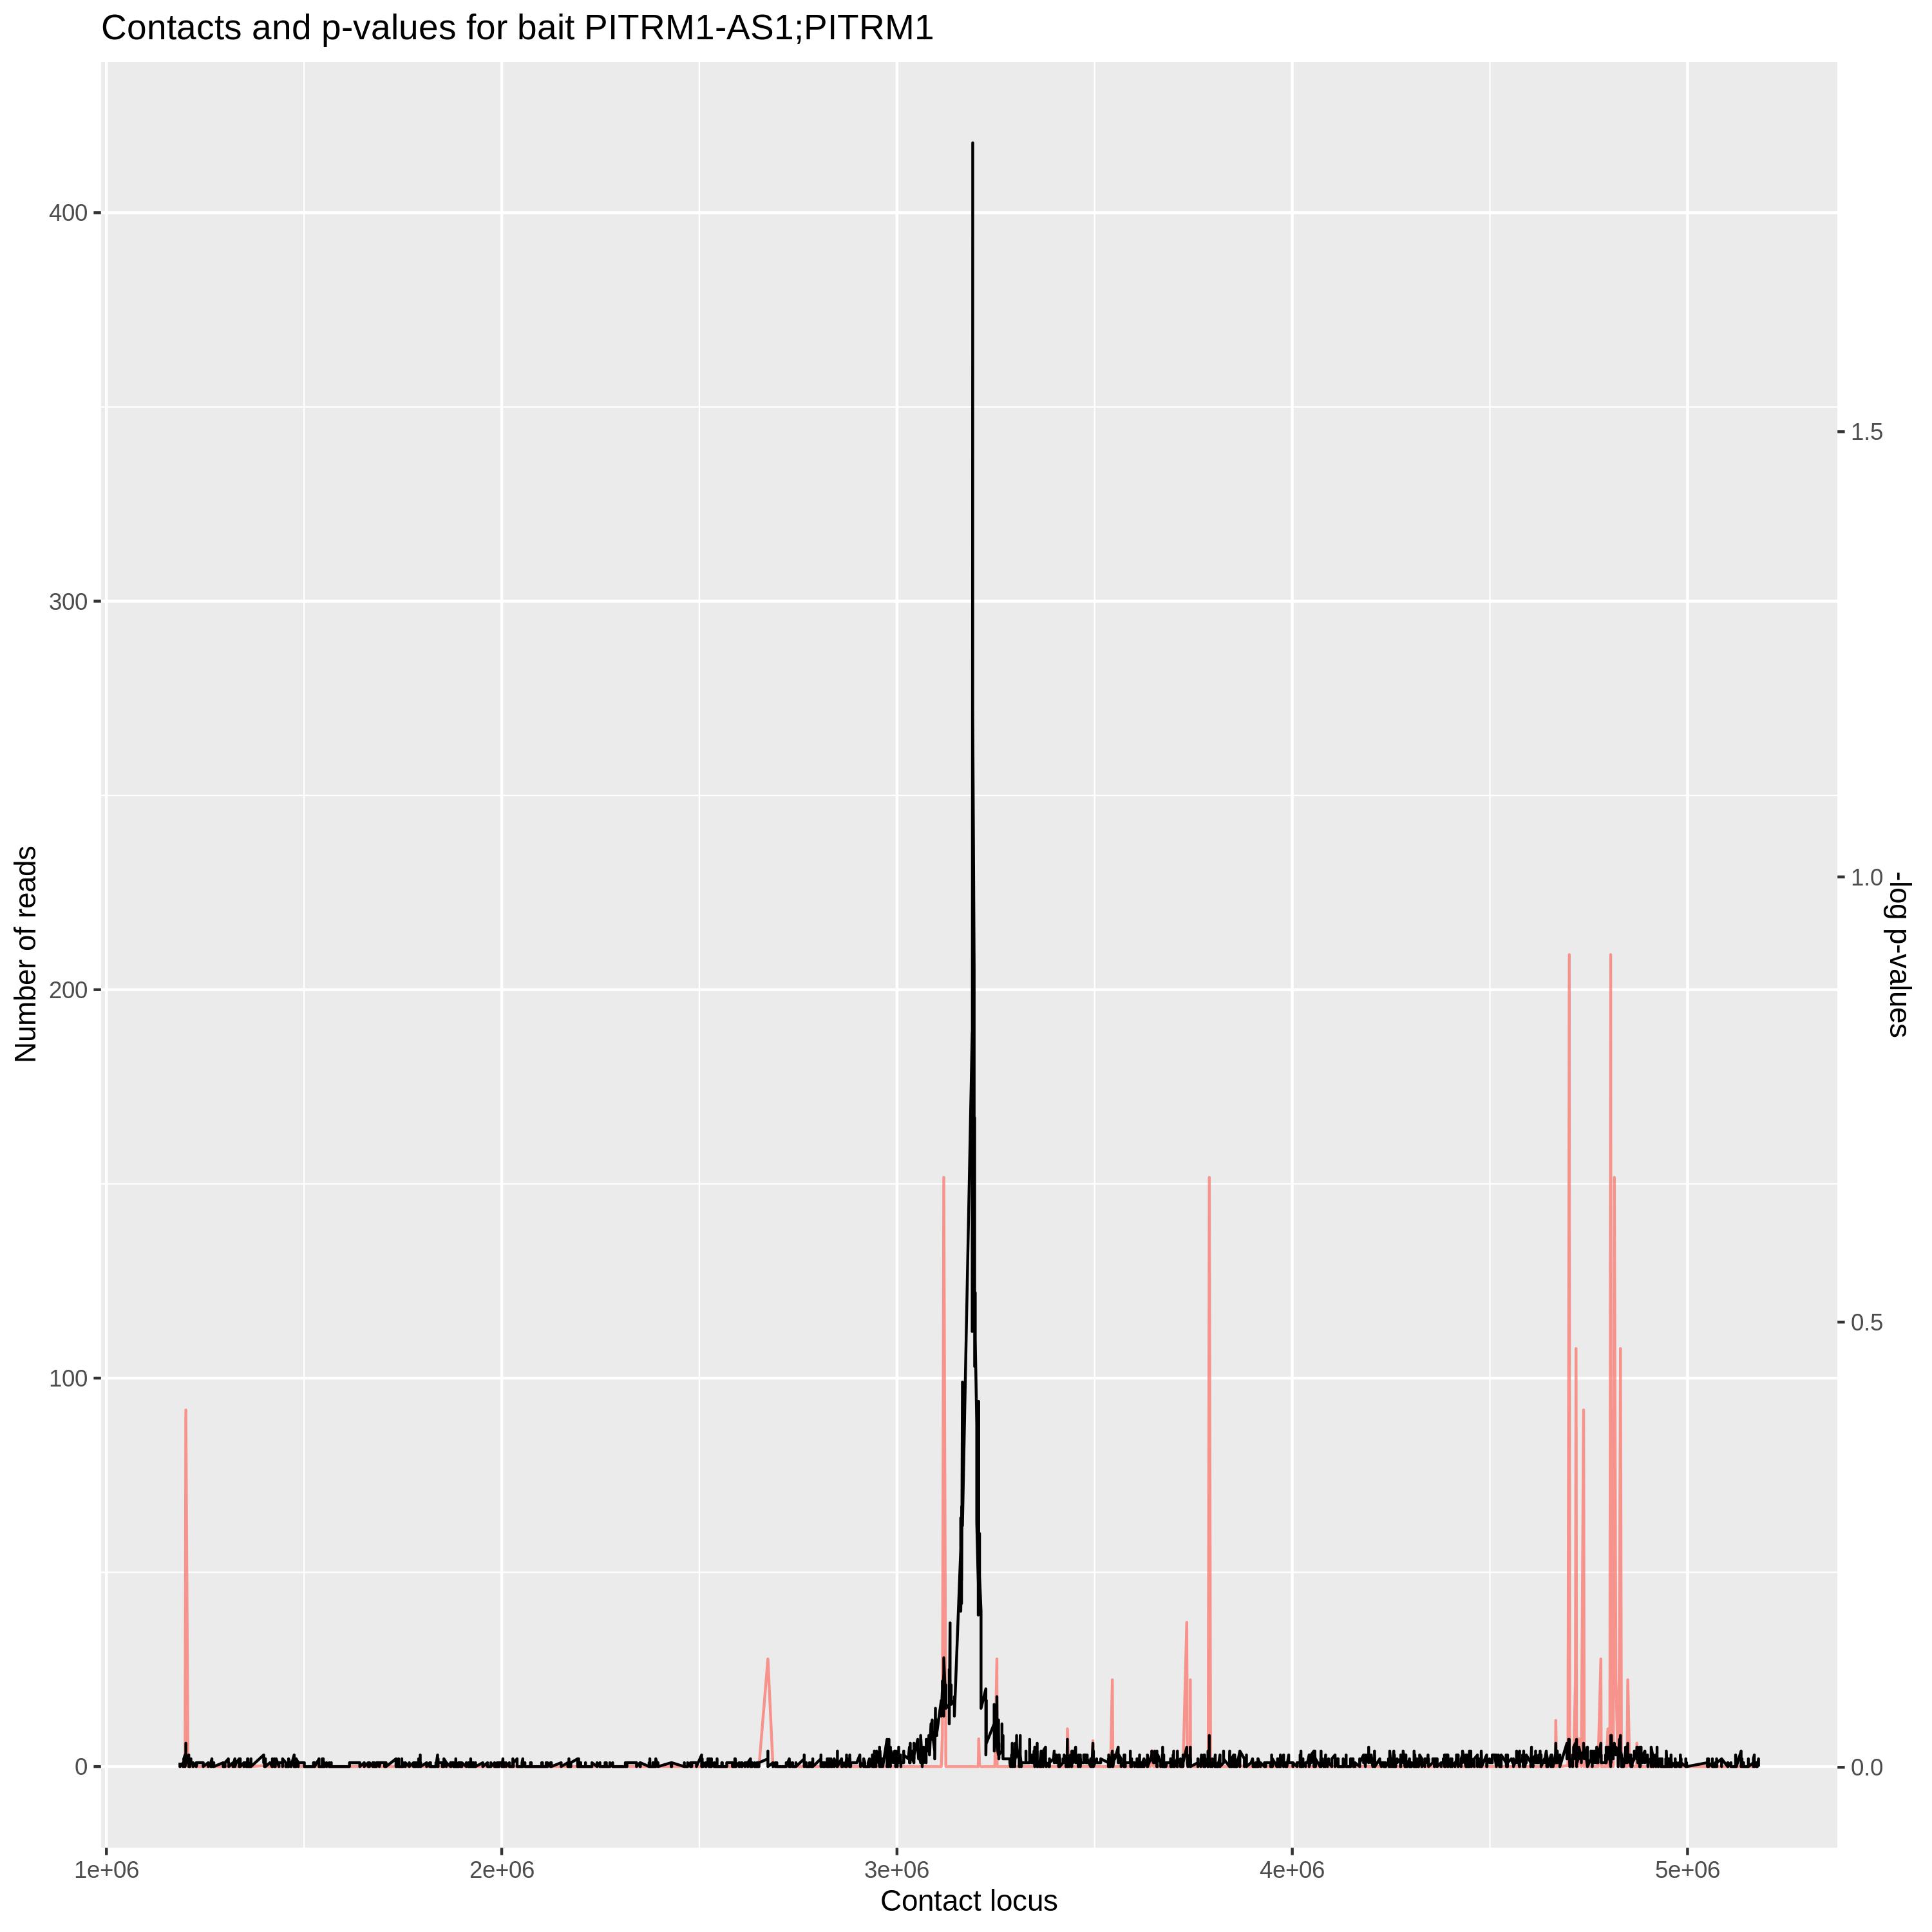 Contacts and p-values for bait PITRM1-AS1;PITRM1
400
300
200
100
0
Number of reads
1.5
1.0
0.5
0.0
-log p-values
1e+06
2e+06
3e+06
4e+06
5e+06
Contact locus